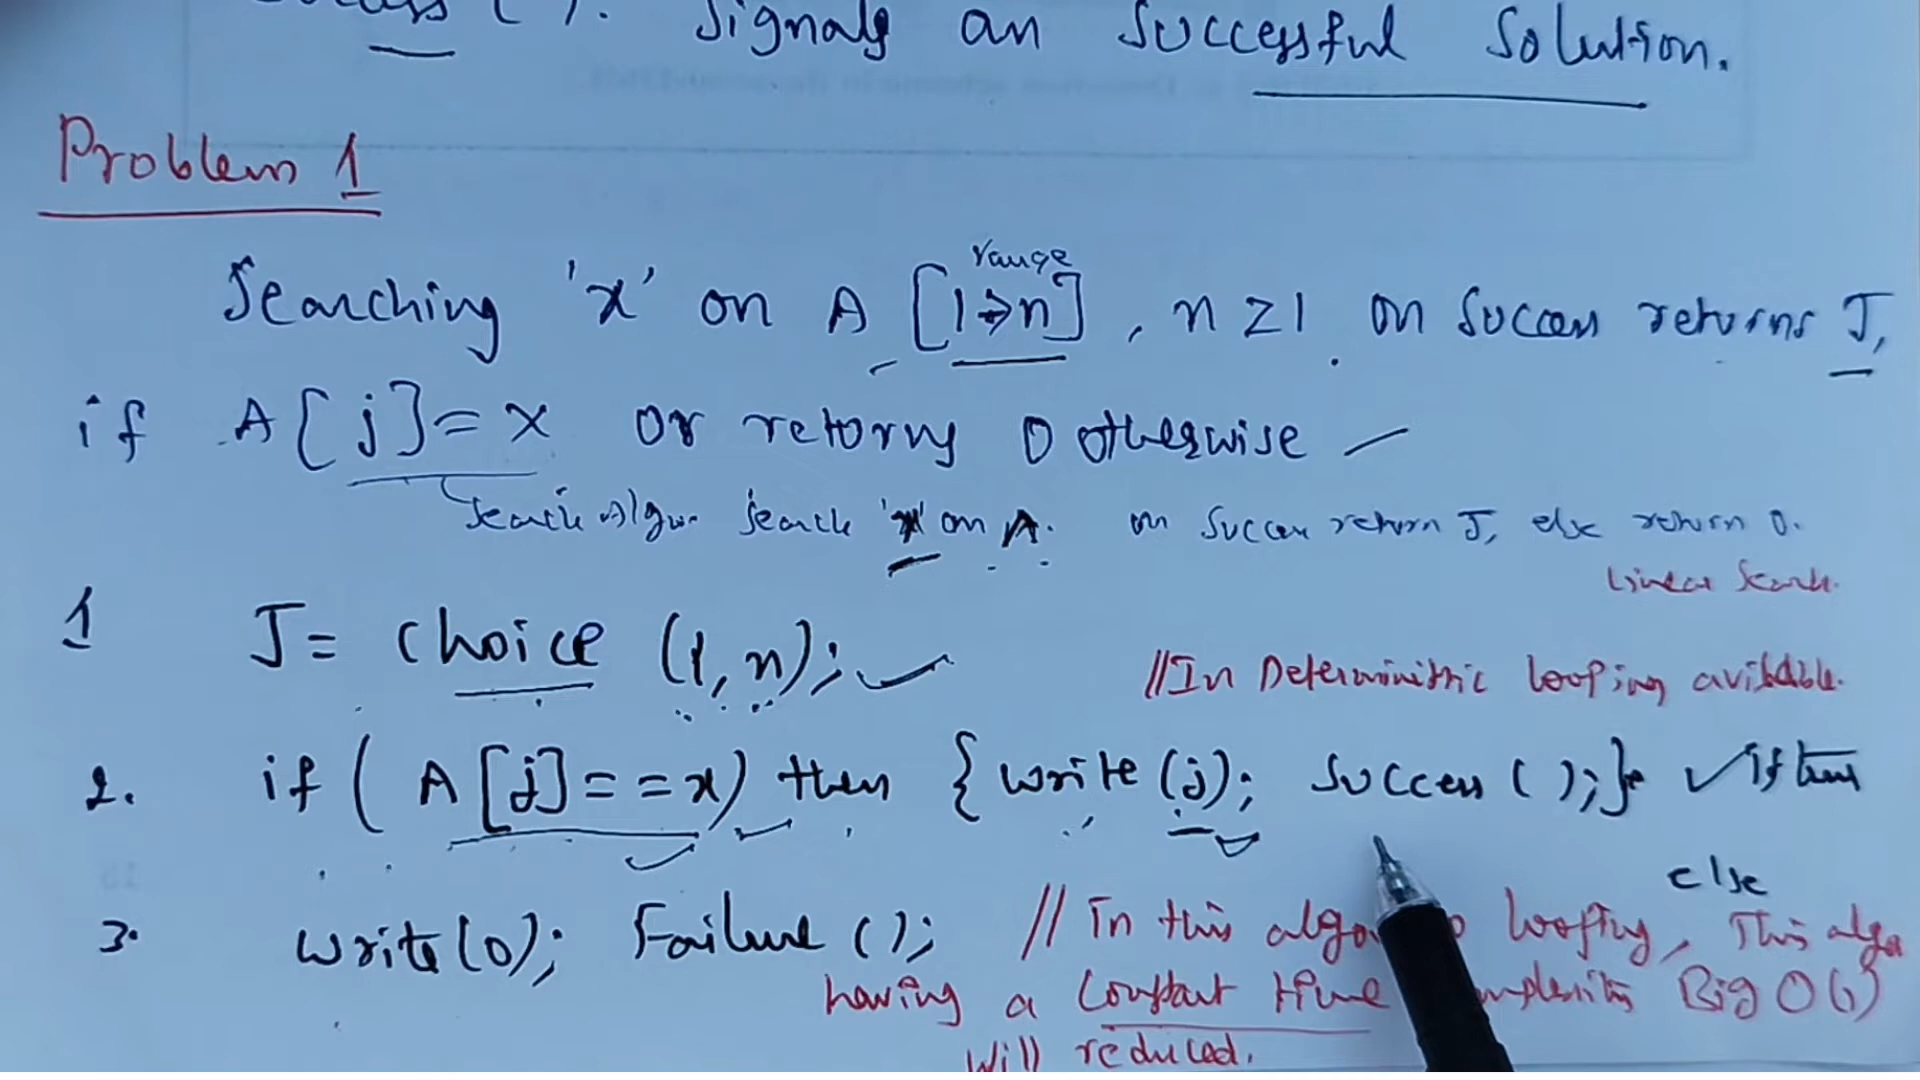 ( ). Signals an Successful Solution.
Problem 1
range
Searching 'x' on A [1→n], n≥1 on Success returns J,
if A[j]=x or returns 0 otherwise
Search Algo Search 'x' on A. on Success return J, else return 0.
Linear Search.
1 J= choice (1,n);
//In Deterministic looping avilable.
2. if ( A[j]==x) then {write(j); Success();} if true
else
3. write(0); Failure(); // In this algo looping, This algo
having a Constant time Big O(1)
will reduced.